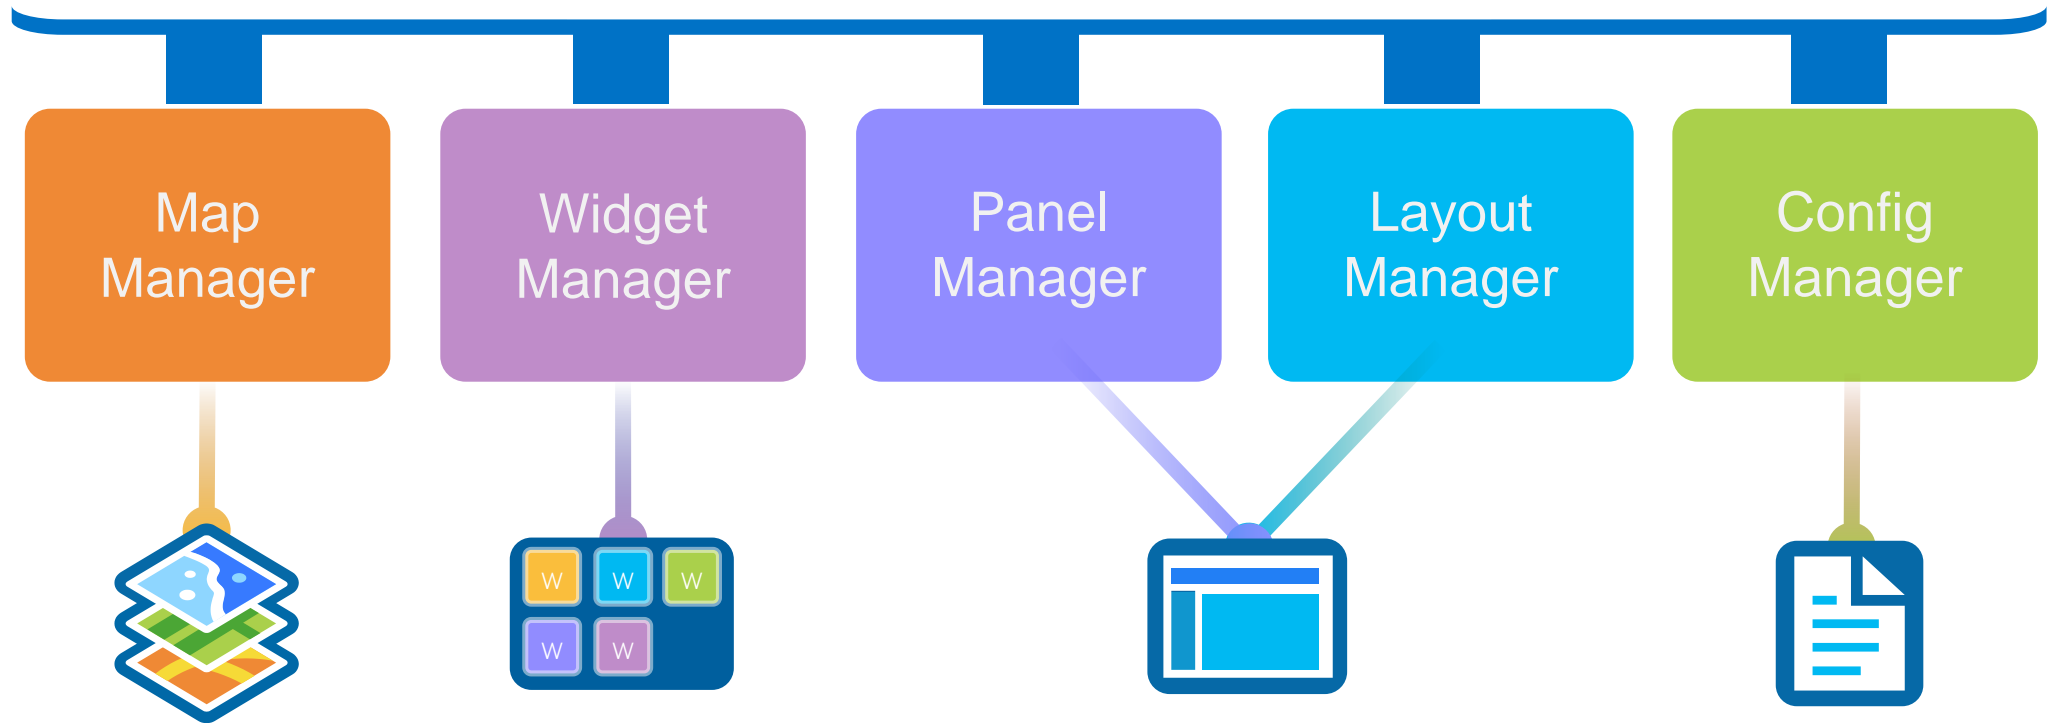 Map
Manager
Widget
Manager
Panel
Manager
Layout
Manager
Config
Manager
W W W
W W